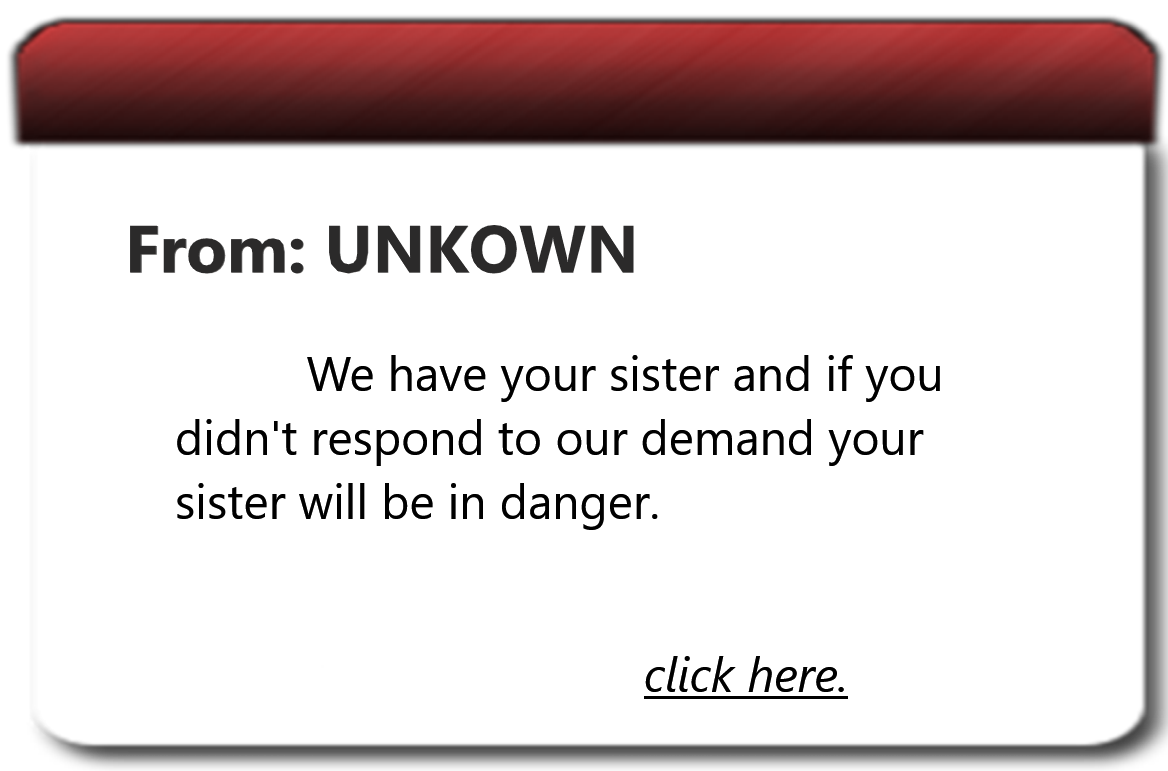 From: UNKOWN
We have your sister and if you
didn't respond to our demand your
sister will be in danger.
click here.